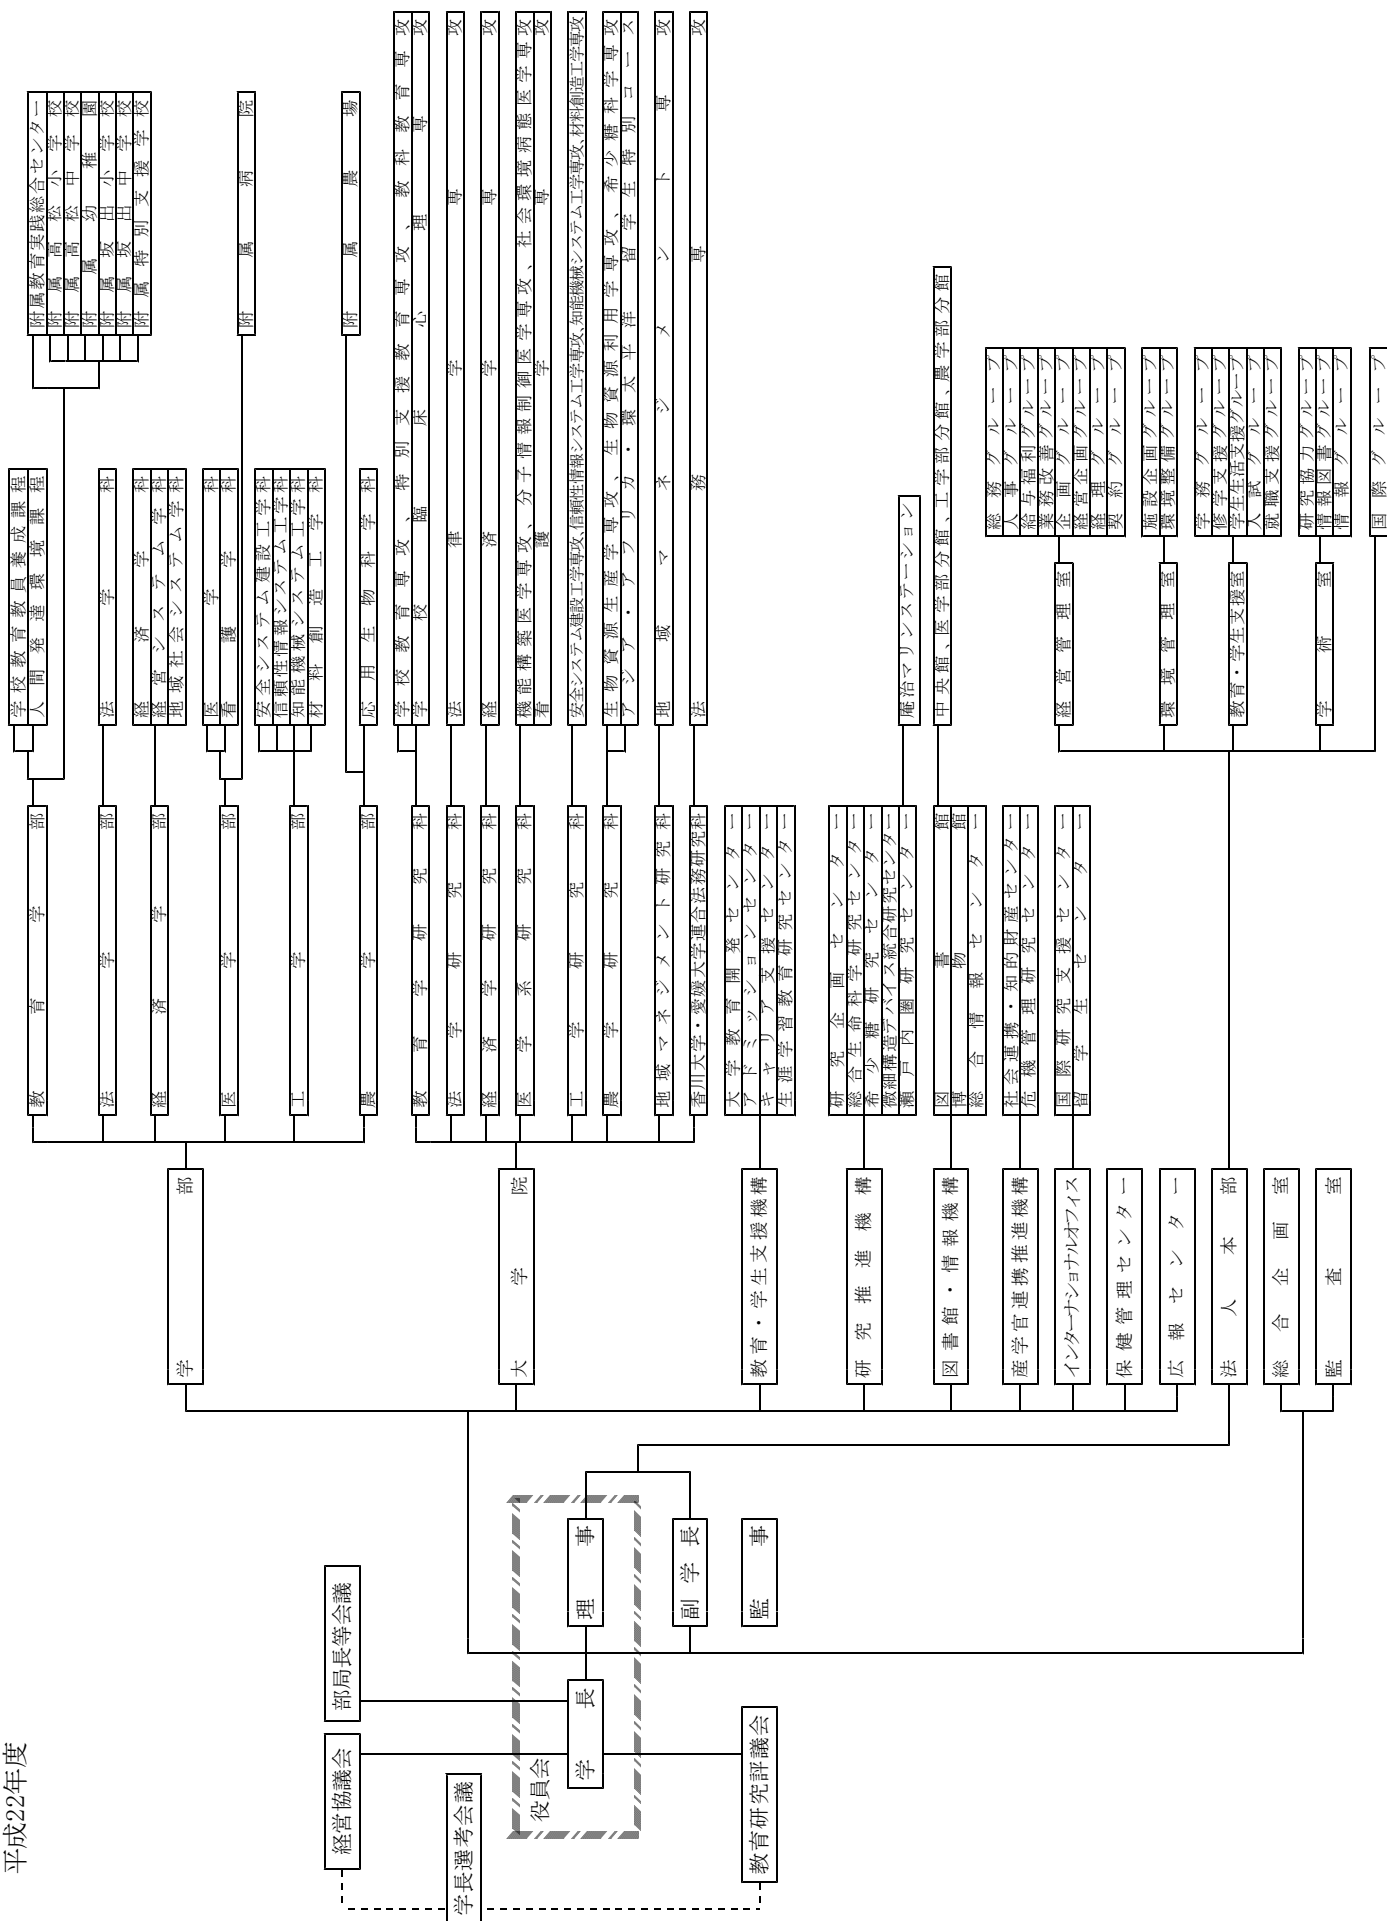 平成22年度
経営協議会
部局長等会議
学長選考会議
教育研究評議会
役員会
学長
理事
副学長
監事
学部
教育学部
学校教育教員養成課程
人間発達環境課程
附属教育実践総合センター
附属高松小学校
附属高松中学校
附属幼稚園
附属坂出小学校
附属坂出中学校
附属特別支援学校
法学部
法学科
経済学部
経済学科
経営システム学科
地域社会システム学科
医学部
医学科
看護学科
附属病院
工学部
安全システム建設工学科
信頼性情報システム工学科
知能機械システム工学科
材料創造工学科
農学部
応用生物科学科
附属農場
大学院
教育学研究科
学校教育専攻、特別支援教育専攻、教科教育専攻
学校臨床心理専攻
法学研究科
法律学専攻
経済学研究科
経済学専攻
医学系研究科
機能構築医学専攻、分子情報制御医学専攻、社会環境病態医学専攻
看護学専攻
工学研究科
安全システム建設工学専攻、信頼性情報システム工学専攻、知能機械システム工学専攻、材料創造工学専攻
農学研究科
生物資源生産学専攻、生物資源利用学専攻、希少糖科学専攻
アジア・アフリカ・環太平洋留学生特別コース
地域マネジメント研究科
地域マネジメント専攻
香川大学・愛媛大学連合法務研究科
法務専攻
教育・学生支援機構
大学教育開発センター
アドミッションセンター
キャリア支援センター
生涯学習教育研究センター
研究推進機構
研究企画センター
総合生命科学研究センター
希少糖研究センター
微細構造デバイス統合研究センター
瀬戸内圏研究センター
庵治マリンステーション
図書館・情報機構
図書館
博物館
総合情報センター
中央館、医学部分館、工学部分館、農学部分館
産学官連携推進機構
社会連携・知的財産センター
危機管理研究センター
インターナショナルオフィス
国際研究支援センター
留学生センター
保健管理センター
広報センター
法人本部
経営管理室
総務グループ
人事グループ
給与福利グループ
業務改善グループ
企画グループ
経営企画グループ
経理グループ
契約グループ
環境管理室
施設企画グループ
環境整備グループ
教育・学生支援室
学務グループ
修学支援グループ
学生生活支援グループ
入試グループ
就職支援グループ
学術室
研究協力グループ
情報図書グループ
情報グループ
国際グループ
総合企画室
監査室